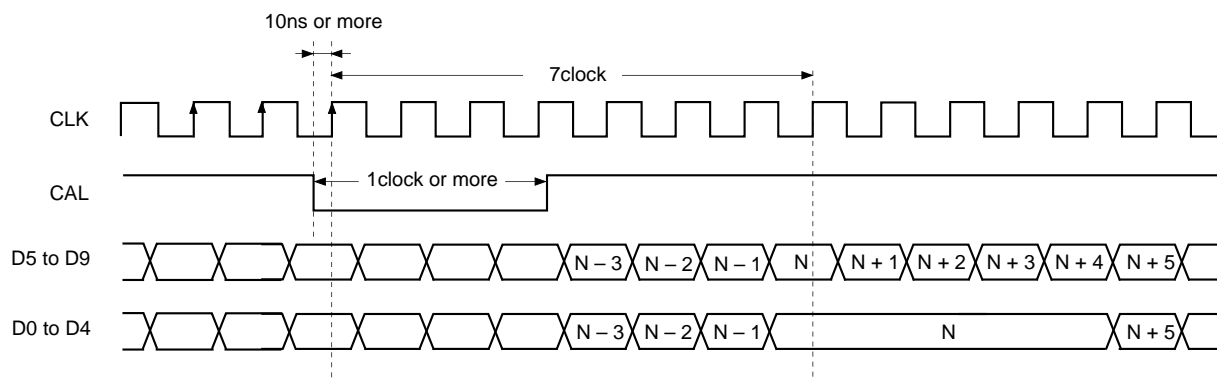 10ns or more
7clock
CLK
CAL
1clock or more
D5 to D9
N – 3 N – 2 N – 1 N N + 1 N + 2 N + 3 N + 4 N + 5
D0 to D4
N – 3 N – 2 N – 1 N N + 5